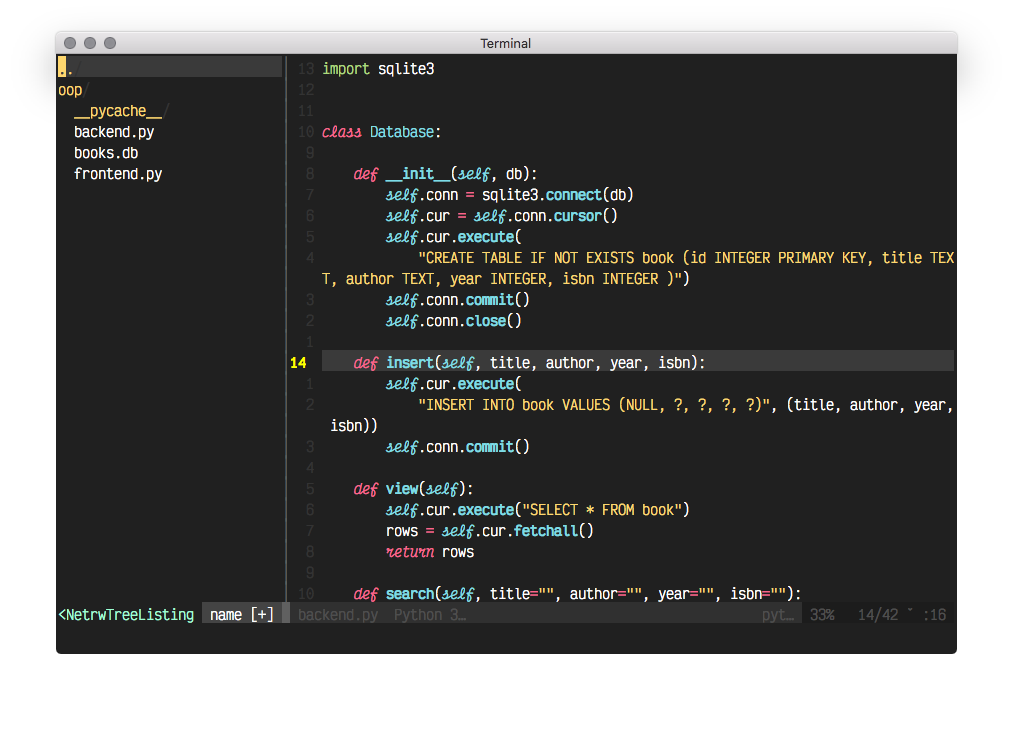 Terminal
../
oop/
__pycache__/
backend.py
books.db
frontend.py
<NetrwTreeListing name [+]
13 import sqlite3
12
11
10 class Database:
9
8 def __init__(self, db):
7 self.conn = sqlite3.connect(db)
6 self.cur = self.conn.cursor()
5 self.cur.execute(
4 "CREATE TABLE IF NOT EXISTS book (id INTEGER PRIMARY KEY, title TEX
T, author TEXT, year INTEGER, isbn INTEGER )")
3 self.conn.commit()
2 self.conn.close()
1
14 def insert(self, title, author, year, isbn):
1 self.cur.execute(
2 "INSERT INTO book VALUES (NULL, ?, ?, ?, ?)", (title, author, year,
isbn))
3 self.conn.commit()
4
5 def view(self):
6 self.cur.execute("SELECT * FROM book")
7 rows = self.cur.fetchall()
8 return rows
9
10 def search(self, title="", author="", year="", isbn=""):
backend.py Python 3… pyt… 33% 14/42 :16